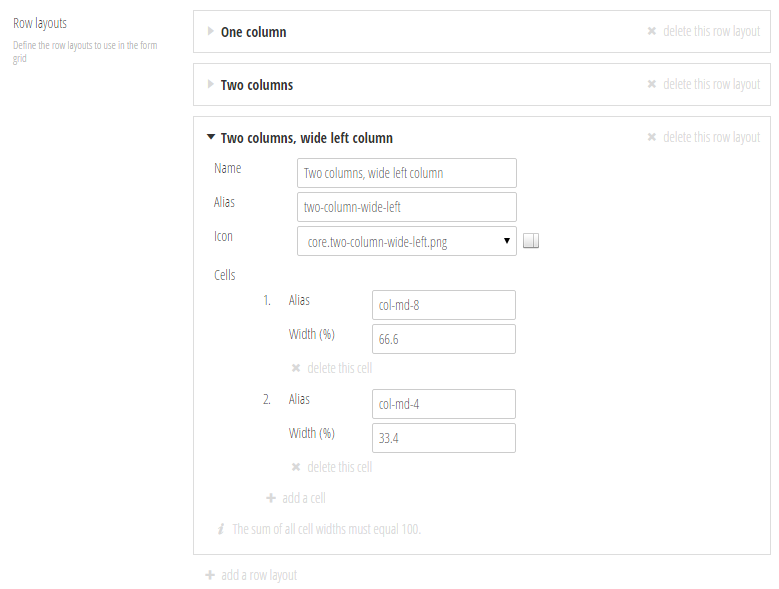 Row layouts
Define the row layouts to use in the form
grid
One column
delete this row layout
Two columns
delete this row layout
Two columns, wide left column
delete this row layout
Name
Two columns, wide left column
Alias
two-column-wide-left
Icon
core.two-column-wide-left.png
Cells
1. Alias
col-md-8
Width (%)
66.6
delete this cell
2. Alias
col-md-4
Width (%)
33.4
delete this cell
add a cell
The sum of all cell widths must equal 100.
add a row layout